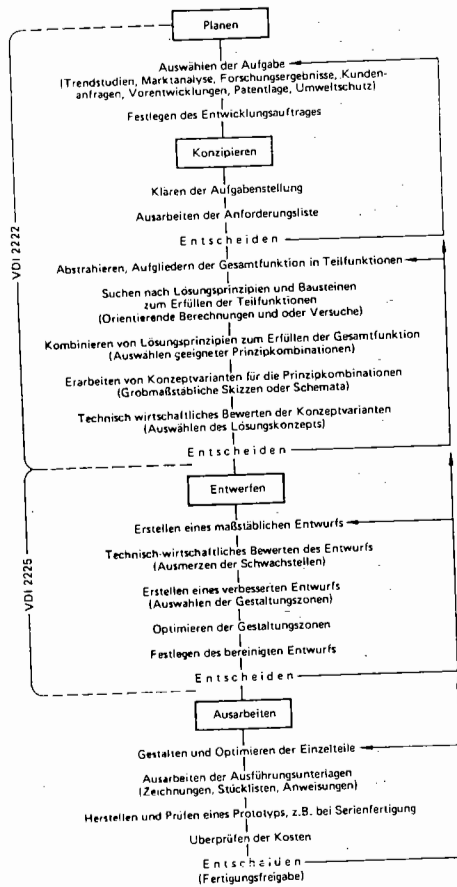 Planen
Auswählen der Aufgabe
(Trendstudien, Marktanalyse, Forschungsergebnisse, Kunden-
anfragen, Vorentwicklungen, Patentlage, Umweltschutz)
Festlegen des Entwicklungsauftrages
Konzipieren
Klären der Aufgabenstellung
Ausarbeiten der Anforderungsliste
Entscheiden
Abstrahieren, Aufgliedern der Gesamtfunktion in Teilfunktionen
Suchen nach Lösungsprinzipien und Bausteinen
zum Erfüllen der Teilfunktionen
(Orientierende Berechnungen und oder Versuche)
Kombinieren von Lösungsprinzipien zum Erfüllen der Gesamtfunktion
(Auswählen geeigneter Prinzipkombinationen)
Erarbeiten von Konzeptvarianten für die Prinzipkombinationen
(Grobmaßstäbliche Skizzen oder Schemata)
Technisch wirtschaftliches Bewerten der Konzeptvarianten
(Auswählen des Lösungskonzepts)
Entscheiden
VDI 2222
Entwerfen
Erstellen eines maßstäblichen Entwurfs
Technisch-wirtschaftliches Bewerten des Entwurfs
(Ausmerzen der Schwachstellen)
Erstellen eines verbesserten Entwurfs
(Auswahlen der Gestaltungszonen)
Optimieren der Gestaltungszonen
Festlegen des bereinigten Entwurfs
Entscheiden
VDI 2225
Ausarbeiten
Gestalten und Optimieren der Einzelteile
Ausarbeiten der Ausführungsunterlagen
(Zeichnungen, Stücklisten, Anweisungen)
Herstellen und Prüfen eines Prototyps, z.B. bei Serienfertigung
Uberprüfen der Kosten
Entscheiden
(Fertigungsfreigabe)